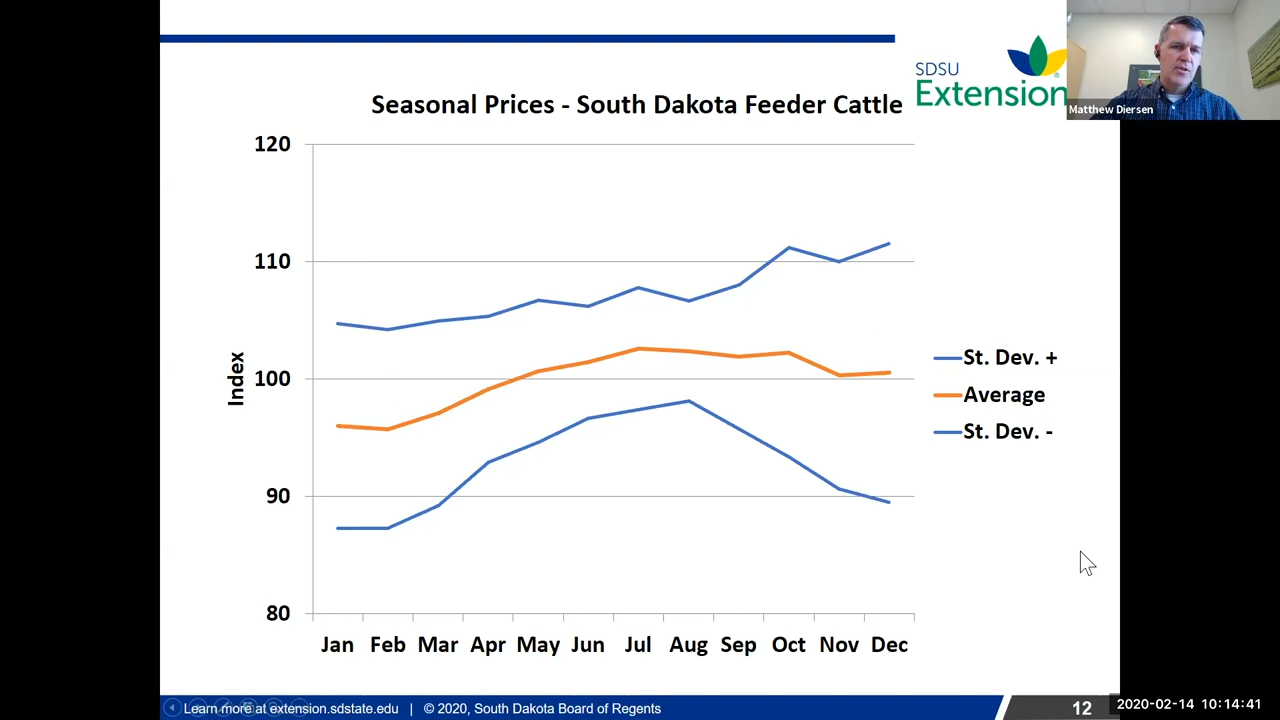 SDSU
Extension
Matthew Diersen
Seasonal Prices - South Dakota Feeder Cattle
120
110
100
90
80
Index
St. Dev. +
Average
St. Dev. -
Jan Feb Mar Apr May Jun Jul Aug Sep Oct Nov Dec
Learn more at extension.sdstate.edu | © 2020, South Dakota Board of Regents
12
2020-02-14 10:14:41